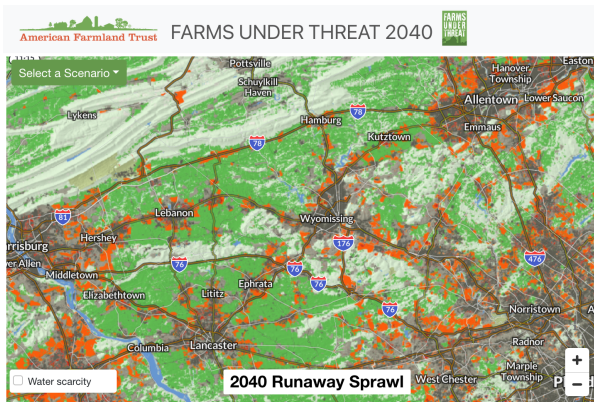 American Farmland Trust
FARMS UNDER THREAT 2040
FARMS
UNDER
THREAT
Select a Scenario
Pottsville
Schuylkill
Haven
Lykens
Hanover
Township
Easton
Allentown
Lower Saucon
Emmaus
Hamburg
78
78
Kutztown
81
Lebanon
Wyomissing
Hershey
rrisburg
176
er Allen
76
76
476
Middletown
76
Ephrata
Elizabethtown
Lititz
76
Norristown
Columbia
Lancaster
Radnor
Marple
Township
West Chester
Water scarcity
2040 Runaway Sprawl
+
−